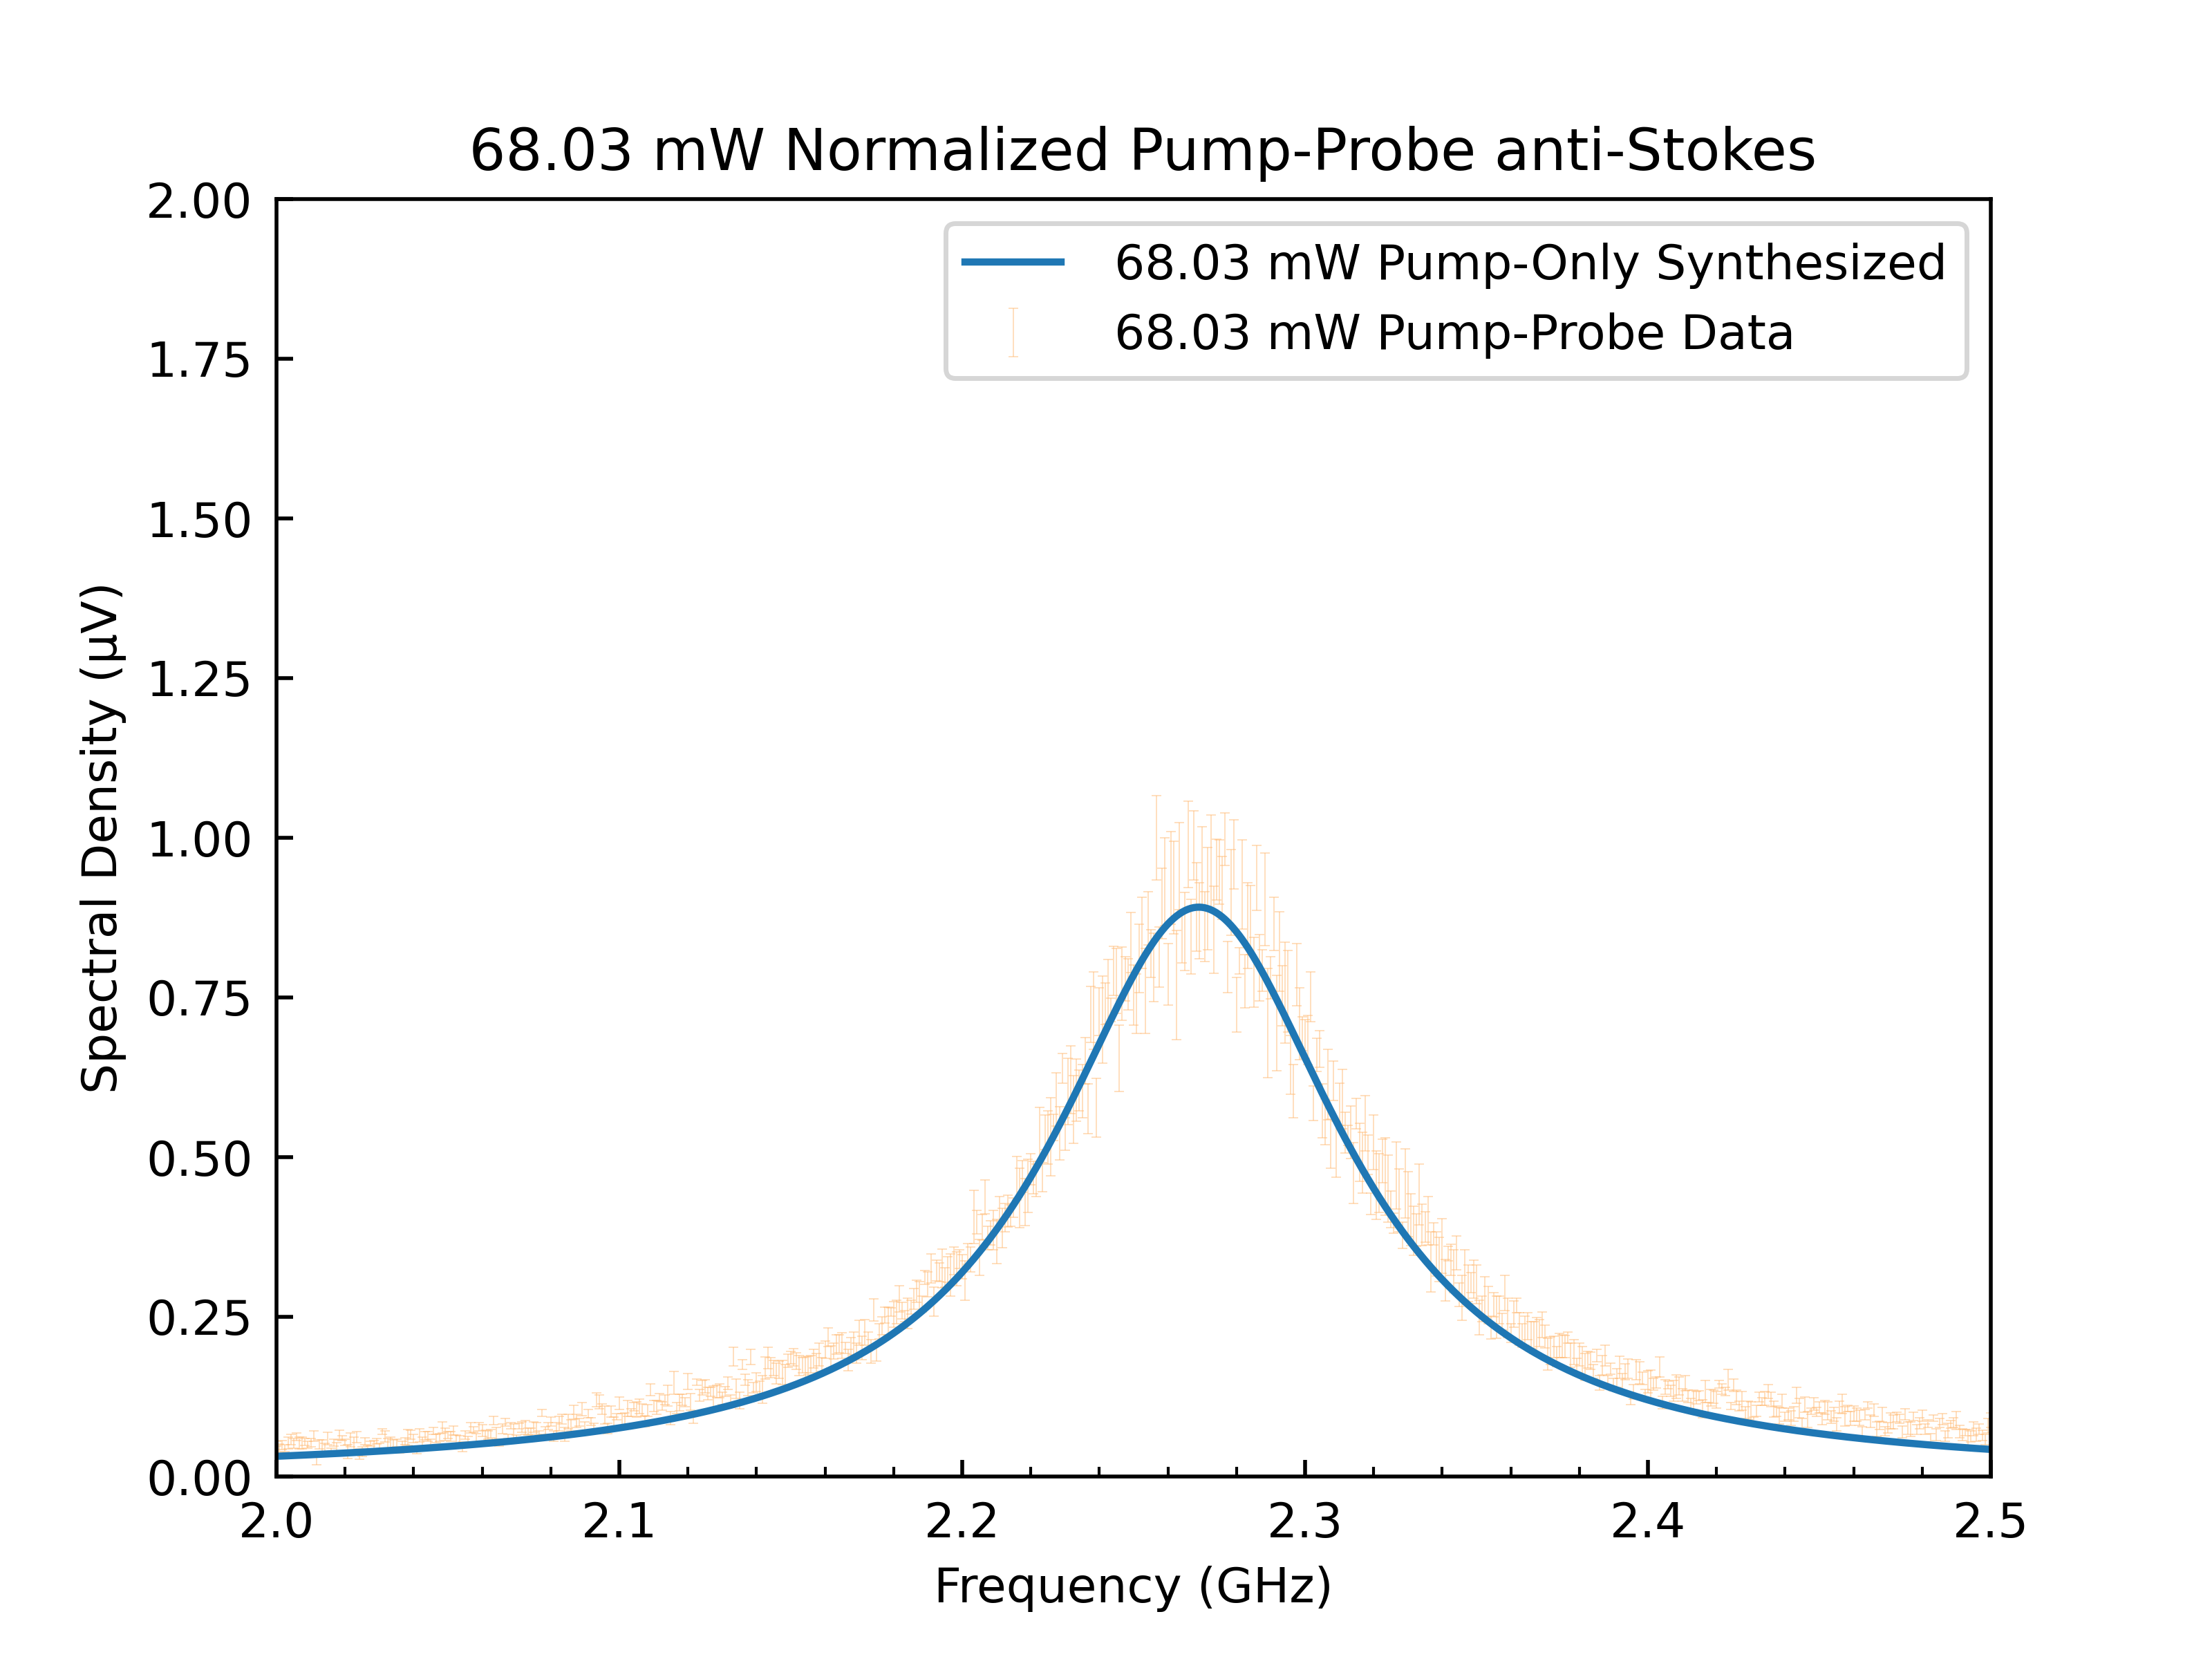 68.03 mW Normalized Pump-Probe anti-Stokes
68.03 mW Pump-Only Synthesized
68.03 mW Pump-Probe Data
Spectral Density (µV)
2.00
1.75
1.50
1.25
1.00
0.75
0.50
0.25
0.00
2.0 2.1 2.2 2.3 2.4 2.5
Frequency (GHz)